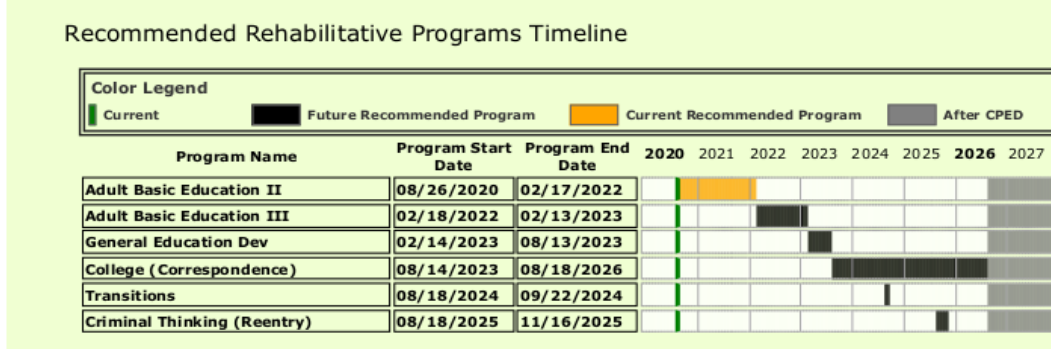 Recommended Rehabilitative Programs Timeline
Color Legend
Current Future Recommended Program Current Recommended Program After CPED
Program Name Program Start Date Program End Date 2020 2021 2022 2023 2024 2025 2026 2027
Adult Basic Education II 08/26/2020 02/17/2022
Adult Basic Education III 02/18/2022 02/13/2023
General Education Dev 02/14/2023 08/13/2023
College (Correspondence) 08/14/2023 08/18/2026
Transitions 08/18/2024 09/22/2024
Criminal Thinking (Reentry) 08/18/2025 11/16/2025